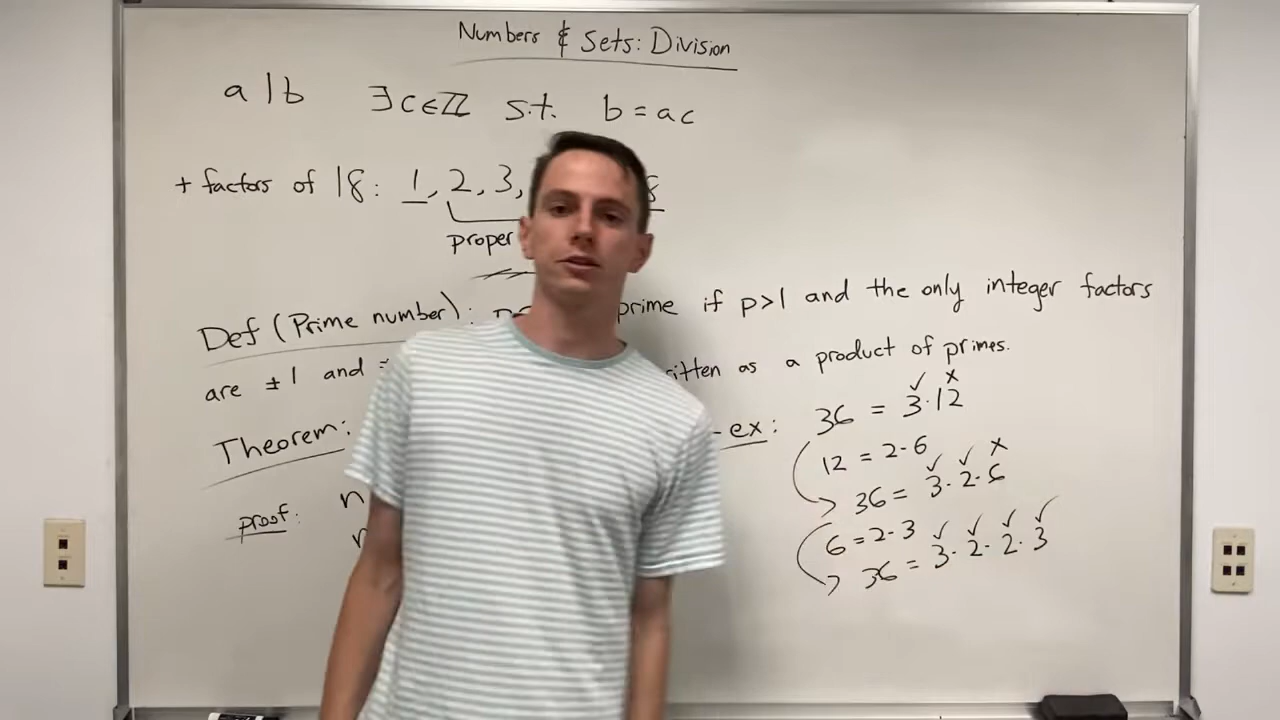 Numbers & Sets: Division
a | b ∃ c ∈ ℤ s.t. b = ac
+ factors of 18: 1, 2, 3, 8
proper
Def (Prime number): prime if p>1 and the only integer factors
are ±1 and as a product of primes.
Theorem: ex: 36 = 3·12
✓ x
12 = 2·6
proof: n 36 = 3·2·6
✓ ✓ x
6 = 2·3
36 = 3·2·2·3
✓ ✓ ✓ ✓